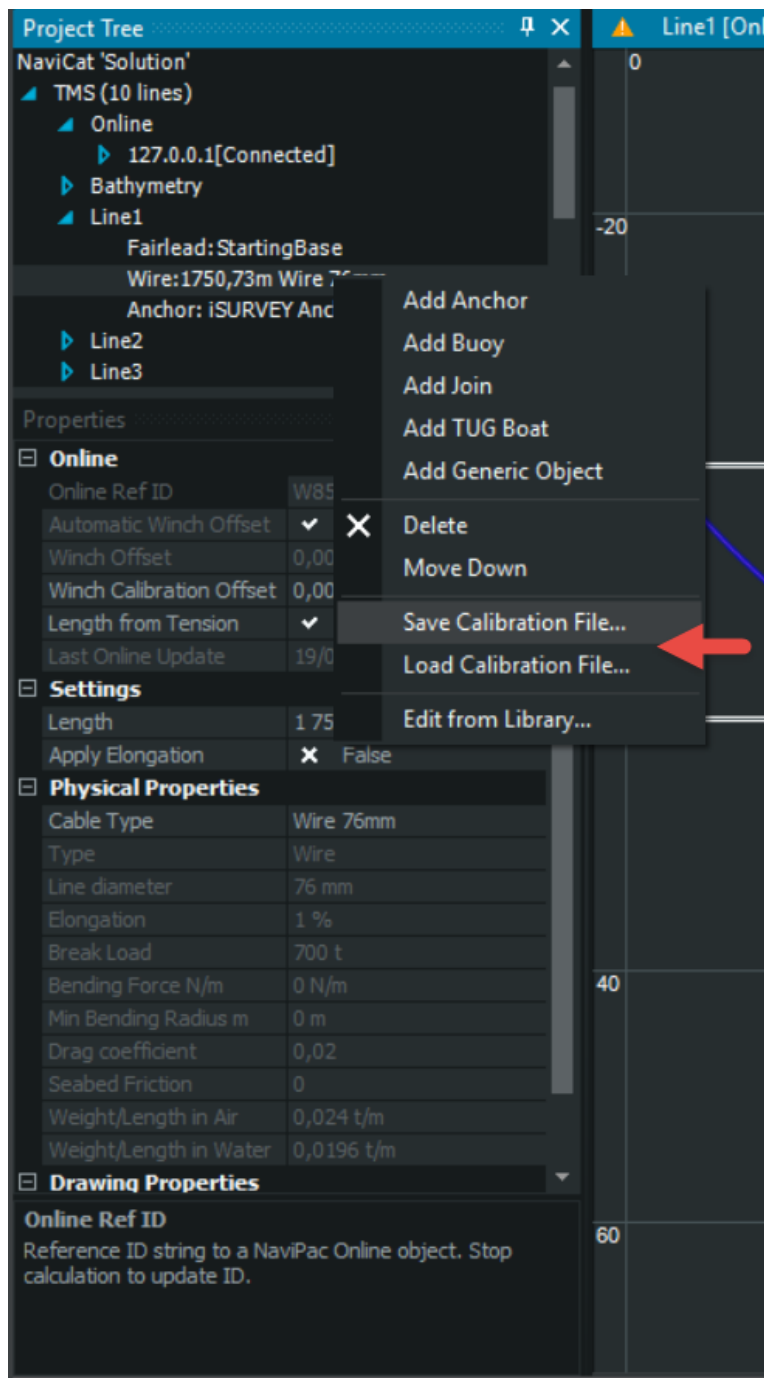 Project Tree
Line1 [Onl
NaviCat 'Solution'
TMS (10 lines)
Online
127.0.0.1[Connected]
Bathymetry
Line1
Fairlead:StartingBase
Wire:1750,73m Wire 76mm
Anchor: iSURVEY Anc
Line2
Line3
Add Anchor
Add Buoy
Add Join
Add TUG Boat
Add Generic Object
Delete
Move Down
Save Calibration File...
Load Calibration File...
Edit from Library...
Properties
Online
Online Ref ID W85
Automatic Winch Offset
Winch Offset 0,00
Winch Calibration Offset 0,00
Length from Tension
Last Online Update 19/0
Settings
Length 1 75
Apply Elongation False
Physical Properties
Cable Type Wire 76mm
Type Wire
Line diameter 76 mm
Elongation 1 %
Break Load 700 t
Bending Force N/m 0 N/m
Min Bending Radius m 0 m
Drag coefficient 0,02
Seabed Friction 0
Weight/Length in Air 0,024 t/m
Weight/Length in Water 0,0196 t/m
Drawing Properties
Online Ref ID
Reference ID string to a NaviPac Online object. Stop
calculation to update ID.
0
-20
40
60